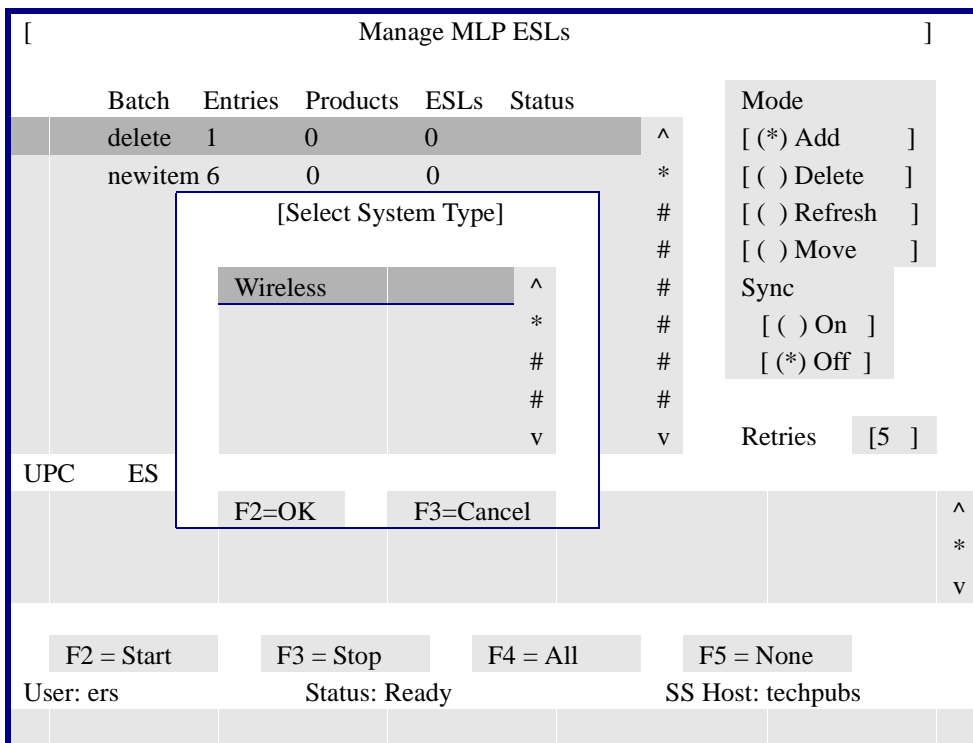 [ Manage MLP ESLs ]
Batch Entries Products ESLs Status Mode
delete 1 0 0 ^ [ (*) Add ]
newitem 6 0 0 * [ ( ) Delete ]
[Select System Type] # [ ( ) Refresh ]
# [ ( ) Move ]
Wireless ^ # Sync
* # [ ( ) On ]
# # [ (*) Off ]
# #
v v Retries [5 ]
UPC ES
F2=OK F3=Cancel ^
*
v
F2 = Start F3 = Stop F4 = All F5 = None
User: ers Status: Ready SS Host: techpubs